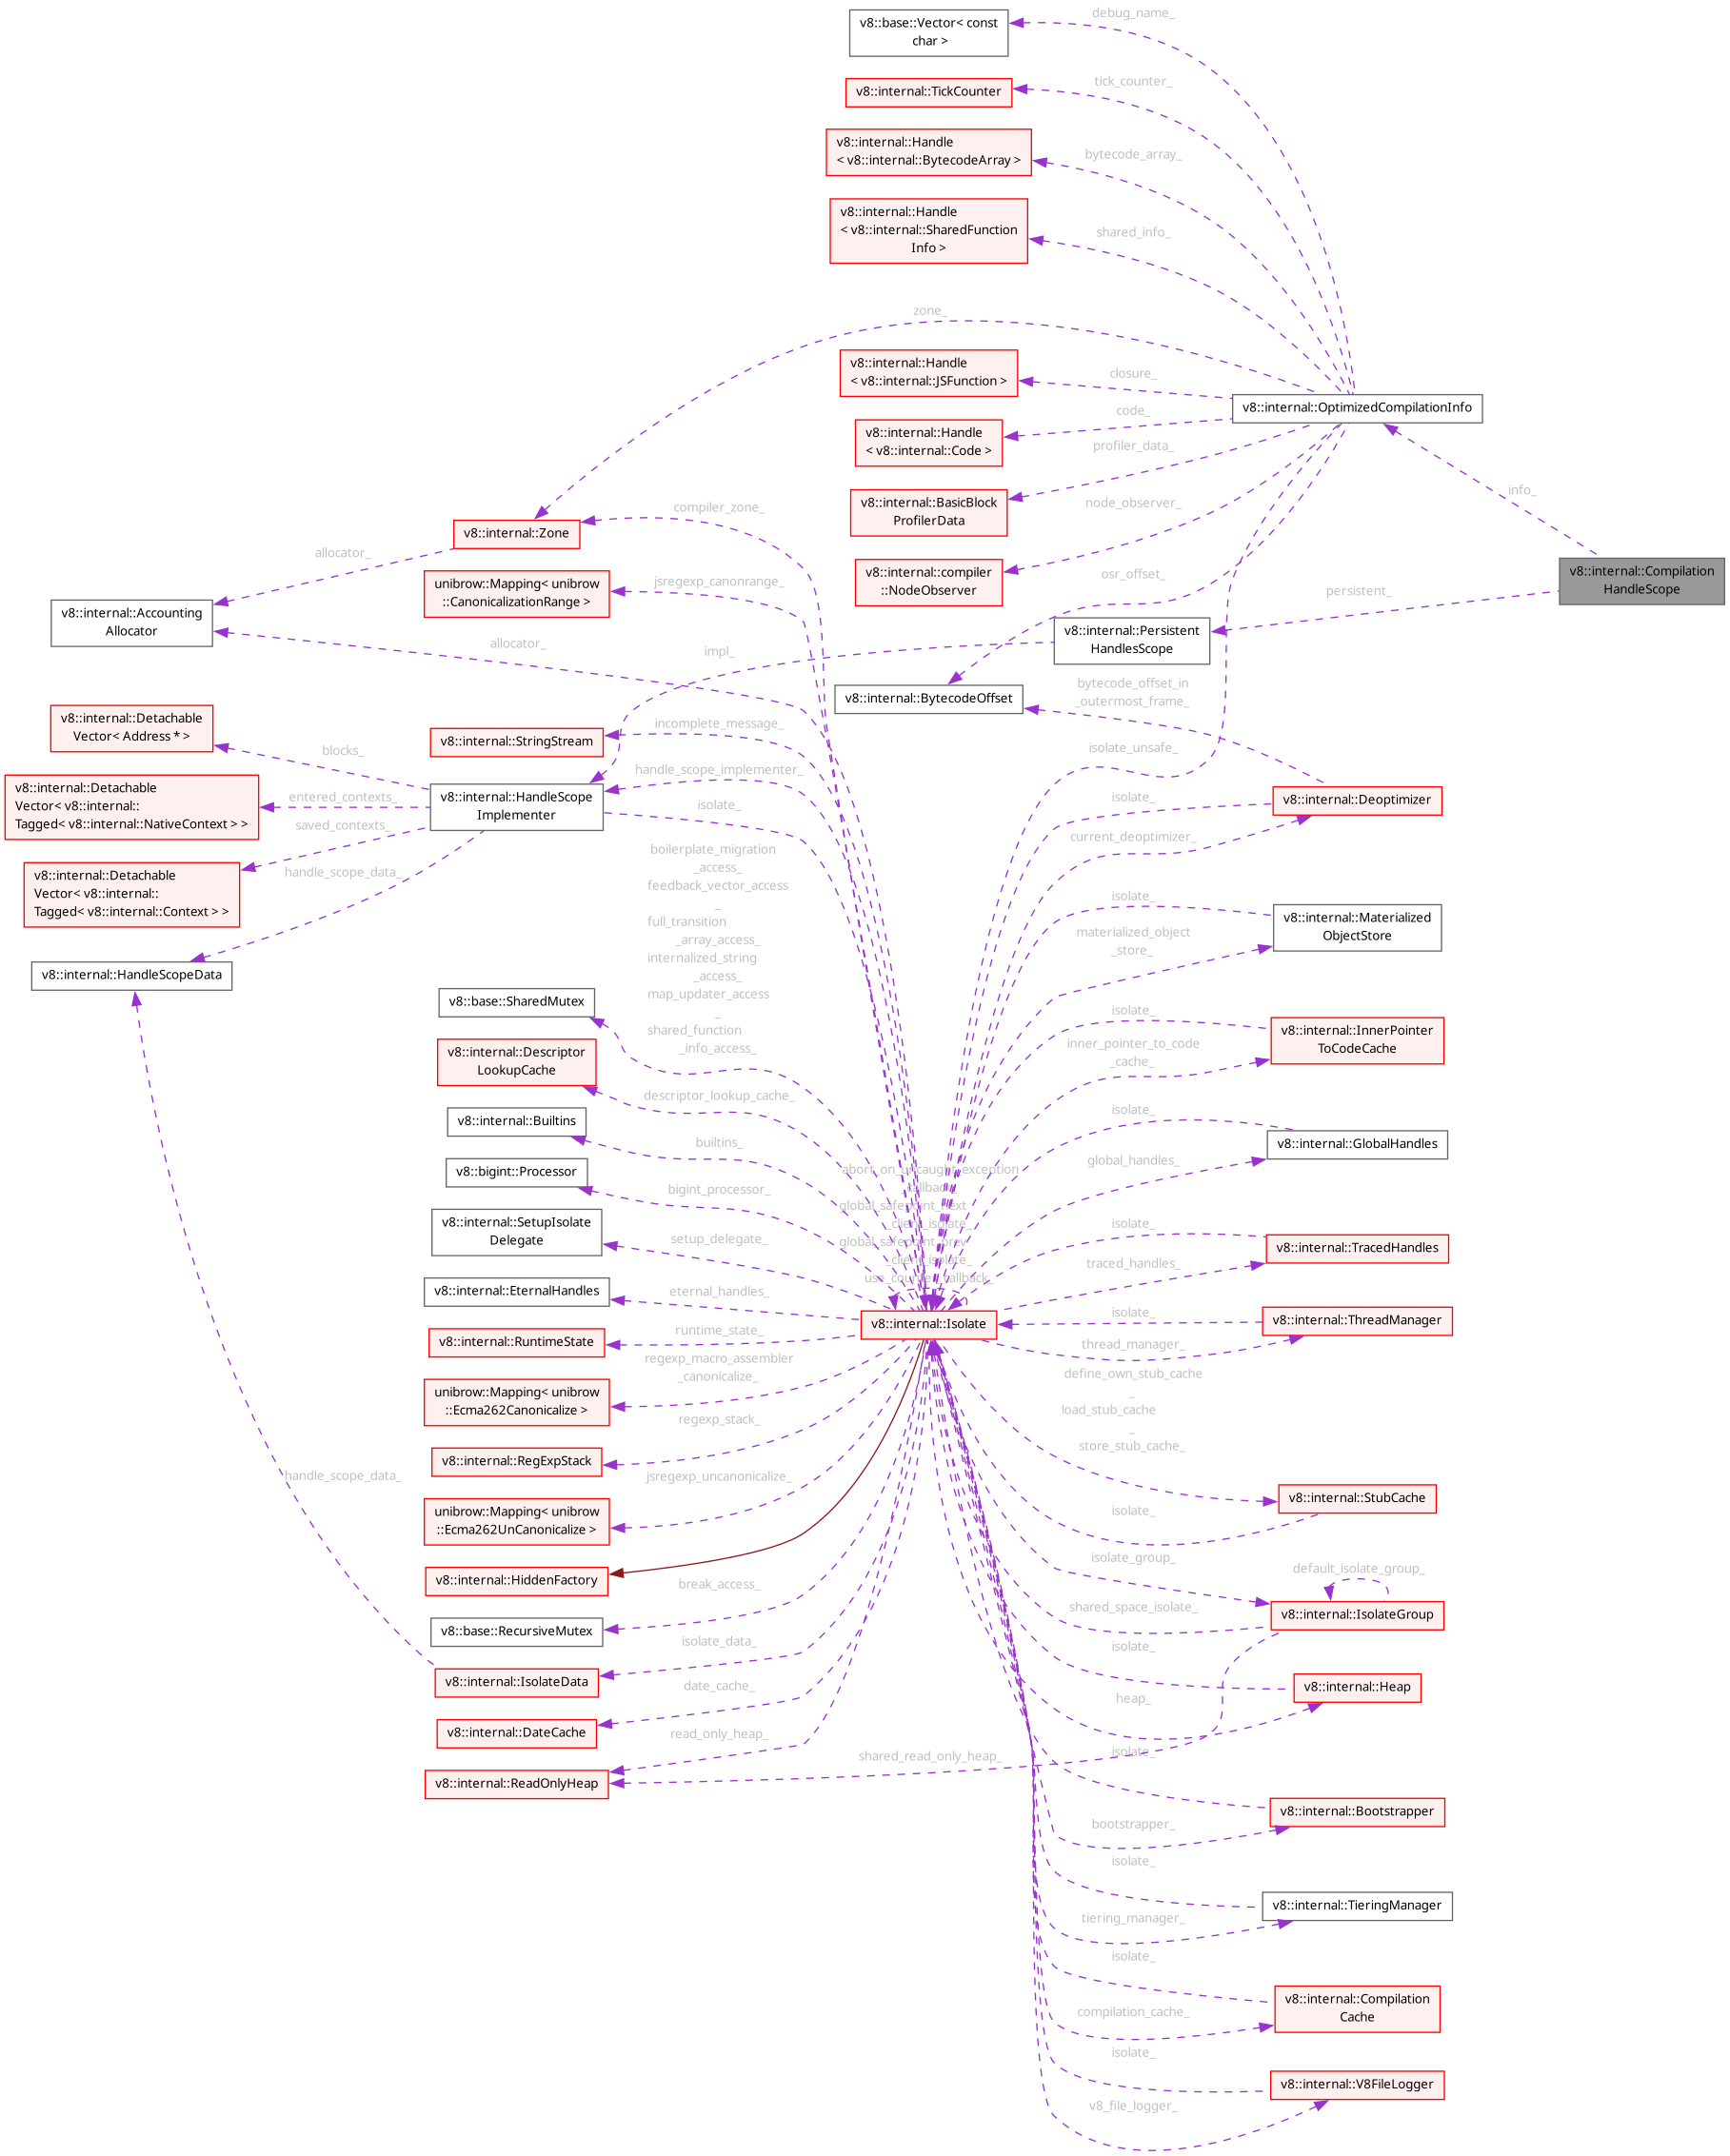 v8::base::Vector< const
char >
debug_name_
v8::internal::TickCounter
tick_counter_
v8::internal::Handle
< v8::internal::BytecodeArray >
bytecode_array_
v8::internal::Handle
< v8::internal::SharedFunction
Info >
shared_info_
zone_
v8::internal::Handle
< v8::internal::JSFunction >
closure_
v8::internal::OptimizedCompilationInfo
v8::internal::Handle
< v8::internal::Code >
code_
profiler_data_
v8::internal::BasicBlock
ProfilerData
info_
node_observer_
v8::internal::Zone
compiler_zone_
allocator_
v8::internal::compiler
::NodeObserver
osr_offset_
v8::internal::Compilation
HandleScope
unibrow::Mapping< unibrow
::CanonicalizationRange >
jsregexp_canonrange_
persistent_
v8::internal::Accounting
Allocator
allocator_
v8::internal::Persistent
HandlesScope
impl_
v8::internal::BytecodeOffset
bytecode_offset_in
_outermost_frame_
v8::internal::Detachable
Vector< Address * >
blocks_
v8::internal::StringStream
incomplete_message_
isolate_unsafe_
v8::internal::Detachable
Vector< v8::internal::
Tagged< v8::internal::NativeContext > >
entered_contexts_
v8::internal::HandleScope
Implementer
handle_scope_implementer_
isolate_
isolate_
v8::internal::Deoptimizer
saved_contexts_
current_deoptimizer_
v8::internal::Detachable
Vector< v8::internal::
Tagged< v8::internal::Context > >
handle_scope_data_
boilerplate_migration
_access_
feedback_vector_access
_
full_transition
_array_access_
internalized_string
_access_
map_updater_access
_
shared_function
_info_access_
isolate_
v8::internal::Materialized
ObjectStore
materialized_object
_store_
v8::internal::HandleScopeData
v8::base::SharedMutex
isolate_
v8::internal::InnerPointer
ToCodeCache
inner_pointer_to_code
_cache_
v8::internal::Descriptor
LookupCache
descriptor_lookup_cache_
v8::internal::Builtins
builtins_
isolate_
v8::internal::GlobalHandles
global_handles_
v8::bigint::Processor
bigint_processor_
abort_on_uncaught_exception
_callback_
global_safepoint_next
_client_isolate_
global_safepoint_prev
_client_isolate_
use_counter_callback_
v8::internal::SetupIsolate
Delegate
setup_delegate_
isolate_
v8::internal::TracedHandles
traced_handles_
v8::internal::EternalHandles
eternal_handles_
v8::internal::Isolate
isolate_
v8::internal::ThreadManager
thread_manager_
v8::internal::RuntimeState
runtime_state_
unibrow::Mapping< unibrow
::Ecma262Canonicalize >
regexp_macro_assembler
_canonicalize_
define_own_stub_cache
_
load_stub_cache
_
store_stub_cache_
v8::internal::RegExpStack
regexp_stack_
handle_scope_data_
jsregexp_uncanonicalize_
v8::internal::StubCache
isolate_
unibrow::Mapping< unibrow
::Ecma262UnCanonicalize >
v8::internal::HiddenFactory
isolate_group_
default_isolate_group_
break_access_
shared_space_isolate_
v8::internal::IsolateGroup
v8::base::RecursiveMutex
isolate_data_
isolate_
v8::internal::IsolateData
date_cache_
heap_
v8::internal::Heap
v8::internal::DateCache
read_only_heap_
isolate_
shared_read_only_heap_
v8::internal::ReadOnlyHeap
v8::internal::Bootstrapper
bootstrapper_
isolate_
v8::internal::TieringManager
tiering_manager_
isolate_
v8::internal::Compilation
Cache
compilation_cache_
isolate_
v8::internal::V8FileLogger
v8_file_logger_